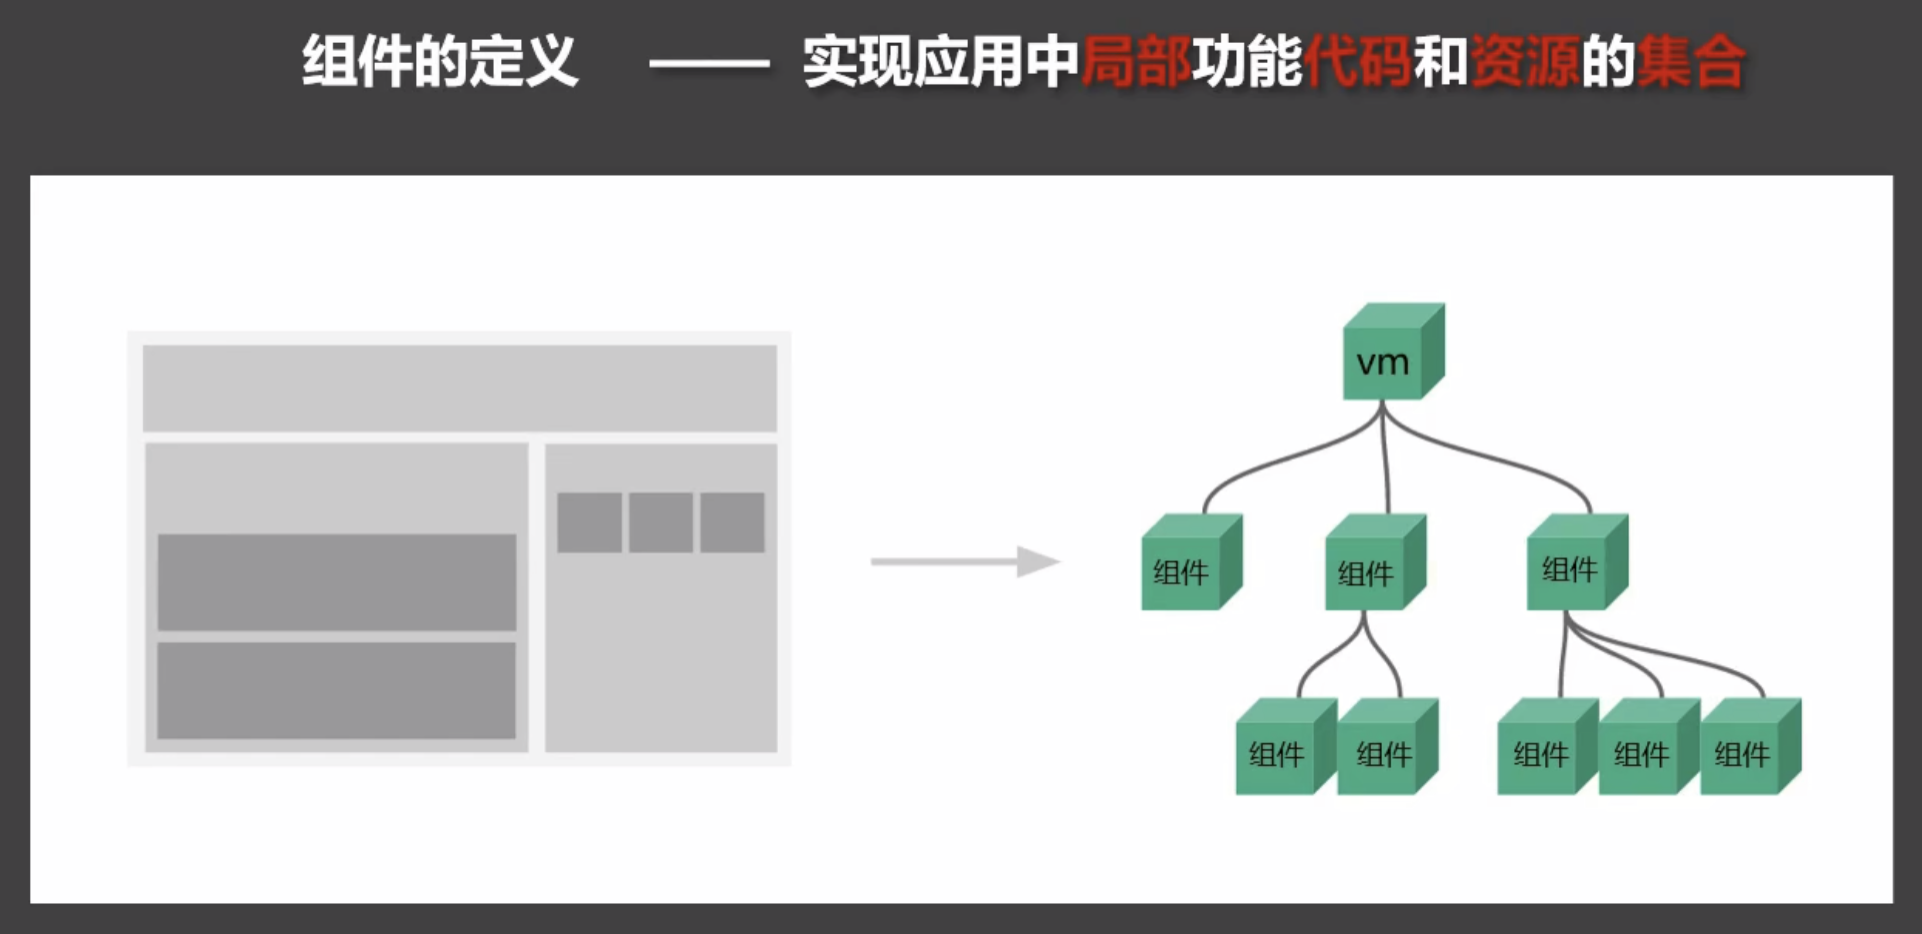 组件的定义 —— 实现应用中局部功能代码和资源的集合
vm
组件 组件 组件
组件 组件 组件 组件 组件